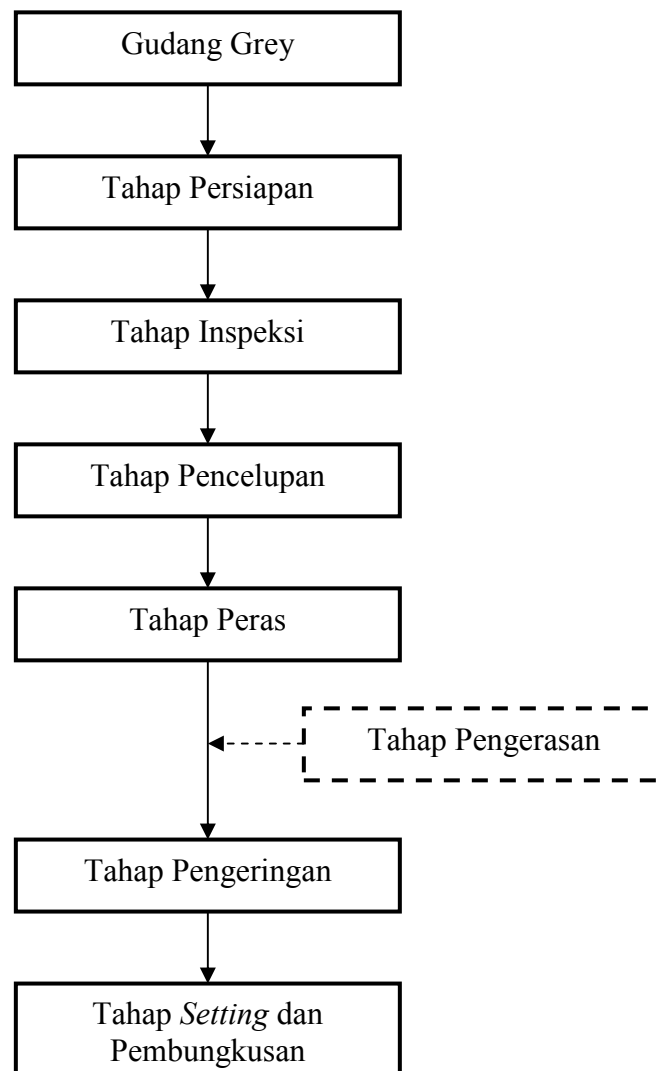 Gudang Grey
Tahap Persiapan
Tahap Inspeksi
Tahap Pencelupan
Tahap Peras
Tahap Pengerasan
Tahap Pengeringan
Tahap Setting dan
Pembungkusan